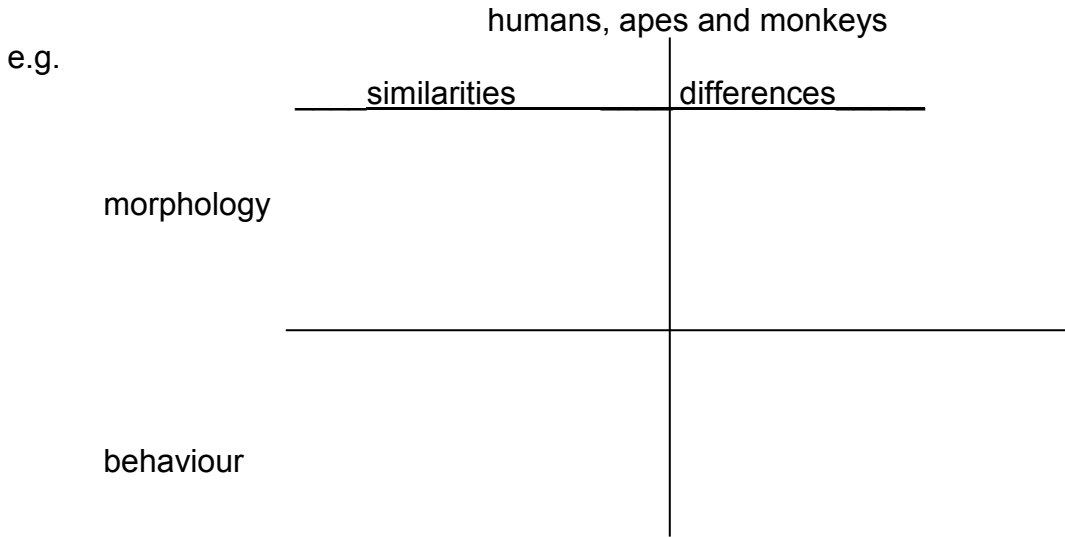 humans, apes and monkeys
e.g.
similarities differences
morphology
behaviour